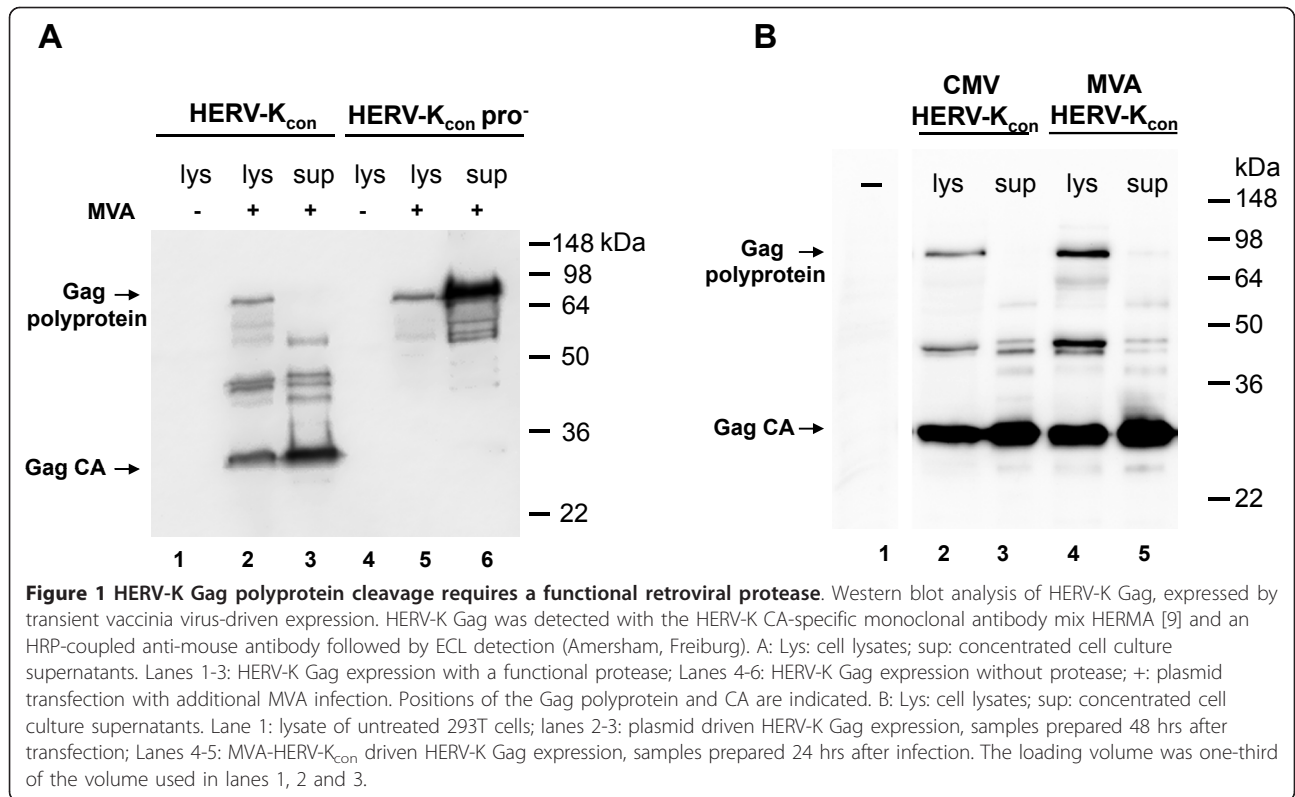 A
HERV-Kcon HERV-Kcon pro-
lys lys sup lys lys sup
MVA - + + - + +
148 kDa
98
Gag → 64
polyprotein
50
36
Gag CA →
22
1 2 3 4 5 6
B
CMV MVA
HERV-Kcon HERV-Kcon
kDa
– lys sup lys sup
148
98
Gag →
polyprotein 64
50
36
Gag CA →
22
1 2 3 4 5
Figure 1 HERV-K Gag polyprotein cleavage requires a functional retroviral protease. Western blot analysis of HERV-K Gag, expressed by
transient vaccinia virus-driven expression. HERV-K Gag was detected with the HERV-K CA-specific monoclonal antibody mix HERMA [9] and an
HRP-coupled anti-mouse antibody followed by ECL detection (Amersham, Freiburg). A: Lys: cell lysates; sup: concentrated cell culture
supernatants. Lanes 1-3: HERV-K Gag expression with a functional protease; Lanes 4-6: HERV-K Gag expression without protease; +: plasmid
transfection with additional MVA infection. Positions of the Gag polyprotein and CA are indicated. B: Lys: cell lysates; sup: concentrated cell
culture supernatants. Lane 1: lysate of untreated 293T cells; lanes 2-3: plasmid driven HERV-K Gag expression, samples prepared 48 hrs after
transfection; Lanes 4-5: MVA-HERV-Kcon driven HERV-K Gag expression, samples prepared 24 hrs after infection. The loading volume was one-third
of the volume used in lanes 1, 2 and 3.